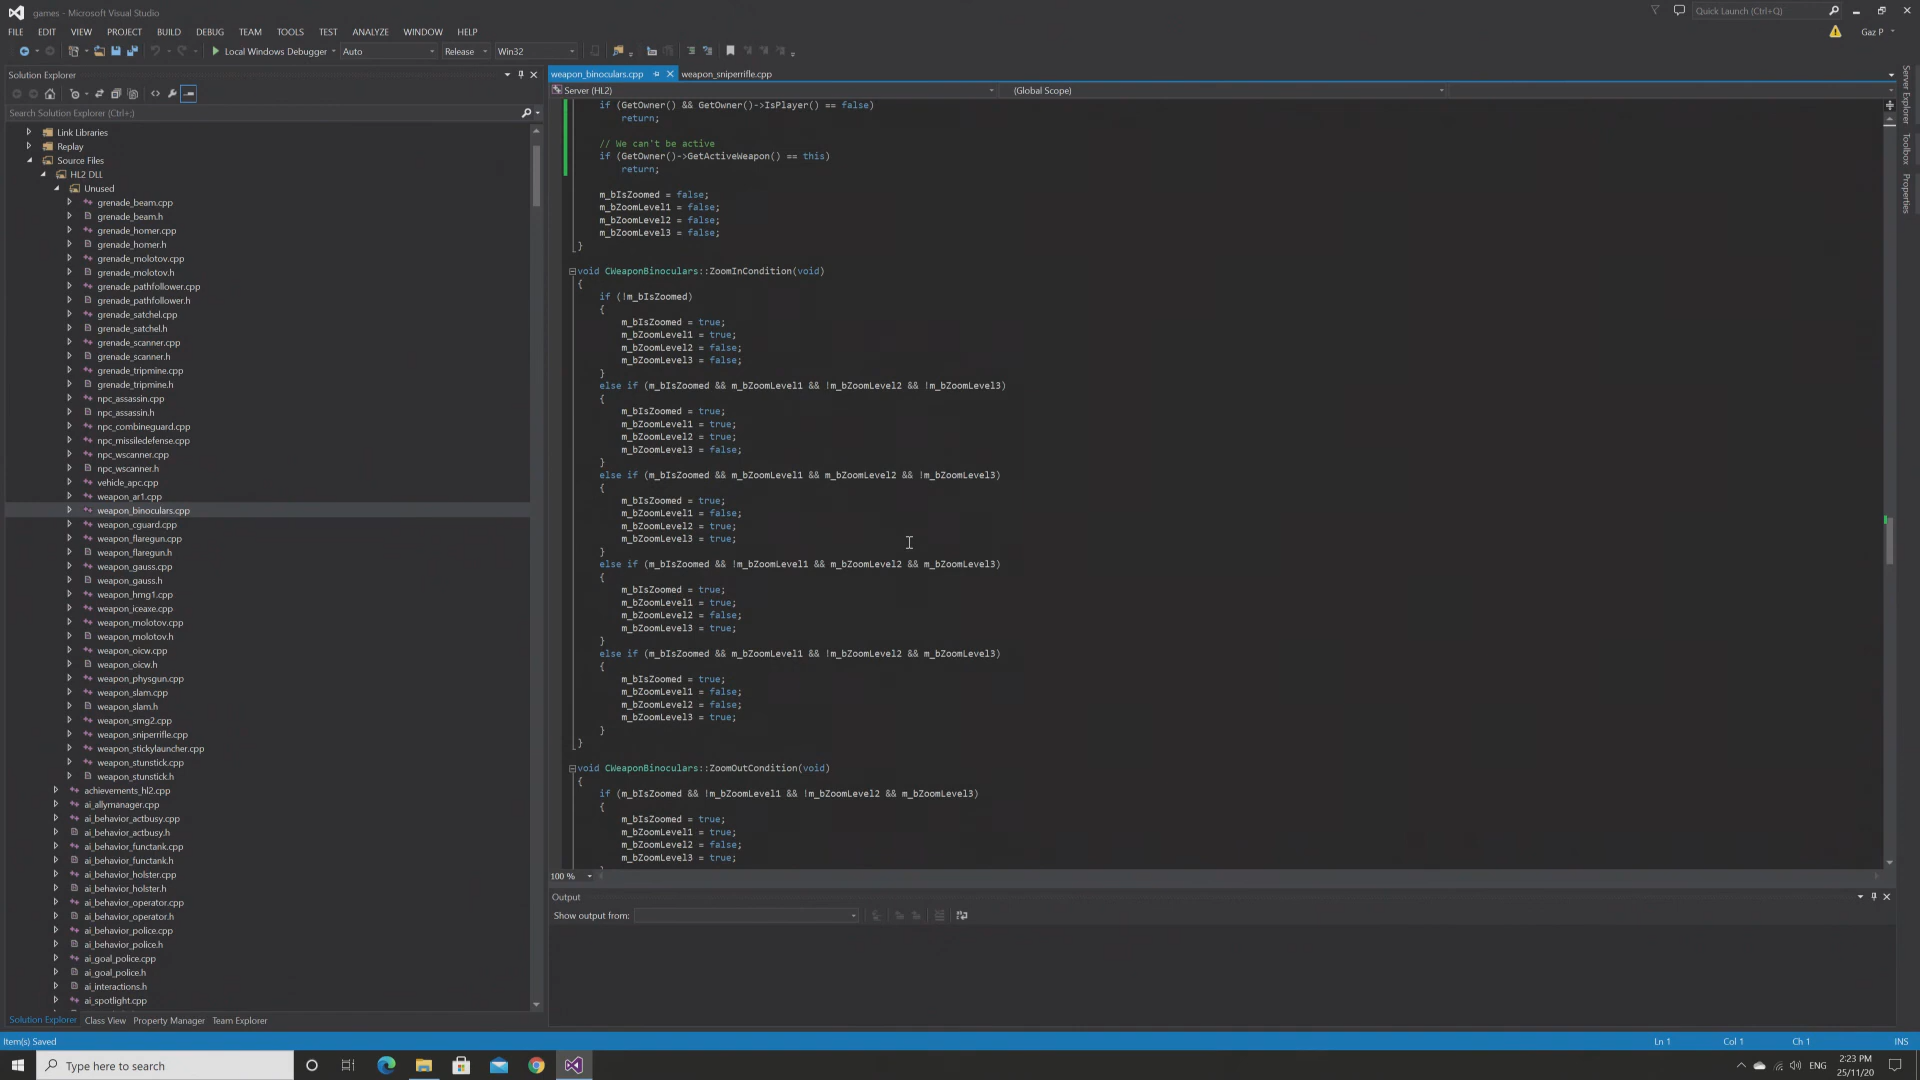 games - Microsoft Visual Studio
Quick Launch (Ctrl+Q)
FILE EDIT VIEW PROJECT BUILD DEBUG TEAM TOOLS TEST ANALYZE WINDOW HELP
Gaz P
Local Windows Debugger Auto Release Win32
Solution Explorer
Search Solution Explorer (Ctrl+;)
Link Libraries
Replay
Source Files
HL2 DLL
Unused
grenade_beam.cpp
grenade_beam.h
grenade_homer.cpp
grenade_homer.h
grenade_molotov.cpp
grenade_molotov.h
grenade_pathfollower.cpp
grenade_pathfollower.h
grenade_satchel.cpp
grenade_satchel.h
grenade_scanner.cpp
grenade_scanner.h
grenade_tripmine.cpp
grenade_tripmine.h
npc_assassin.cpp
npc_assassin.h
npc_combineguard.cpp
npc_missiledefense.cpp
npc_wscanner.cpp
npc_wscanner.h
vehicle_apc.cpp
weapon_ar1.cpp
weapon_binoculars.cpp
weapon_cguard.cpp
weapon_flaregun.cpp
weapon_flaregun.h
weapon_gauss.cpp
weapon_gauss.h
weapon_hmg1.cpp
weapon_iceaxe.cpp
weapon_molotov.cpp
weapon_molotov.h
weapon_oicw.cpp
weapon_oicw.h
weapon_physgun.cpp
weapon_slam.cpp
weapon_slam.h
weapon_smg2.cpp
weapon_sniperrifle.cpp
weapon_stickylauncher.cpp
weapon_stunstick.cpp
weapon_stunstick.h
achievements_hl2.cpp
ai_allymanager.cpp
ai_behavior_actbusy.cpp
ai_behavior_actbusy.h
ai_behavior_functank.cpp
ai_behavior_functank.h
ai_behavior_holster.cpp
ai_behavior_holster.h
ai_behavior_operator.cpp
ai_behavior_operator.h
ai_behavior_police.cpp
ai_behavior_police.h
ai_goal_police.cpp
ai_goal_police.h
ai_interactions.h
ai_spotlight.cpp
Solution Explorer Class View Property Manager Team Explorer
weapon_binoculars.cpp weapon_sniperrifle.cpp
Server (HL2) (Global Scope)
if (GetOwner() && GetOwner()->IsPlayer() == false)
return;
// We can't be active
if (GetOwner()->GetActiveWeapon() == this)
return;
m_bIsZoomed = false;
m_bZoomLevel1 = false;
m_bZoomLevel2 = false;
m_bZoomLevel3 = false;
}
void CWeaponBinoculars::ZoomInCondition(void)
{
if (!m_bIsZoomed)
{
m_bIsZoomed = true;
m_bZoomLevel1 = true;
m_bZoomLevel2 = false;
m_bZoomLevel3 = false;
}
else if (m_bIsZoomed && m_bZoomLevel1 && !m_bZoomLevel2 && !m_bZoomLevel3)
{
m_bIsZoomed = true;
m_bZoomLevel1 = true;
m_bZoomLevel2 = true;
m_bZoomLevel3 = false;
}
else if (m_bIsZoomed && m_bZoomLevel1 && m_bZoomLevel2 && !m_bZoomLevel3)
{
m_bIsZoomed = true;
m_bZoomLevel1 = false;
m_bZoomLevel2 = true;
m_bZoomLevel3 = true;
}
else if (m_bIsZoomed && !m_bZoomLevel1 && m_bZoomLevel2 && m_bZoomLevel3)
{
m_bIsZoomed = true;
m_bZoomLevel1 = true;
m_bZoomLevel2 = false;
m_bZoomLevel3 = true;
}
else if (m_bIsZoomed && m_bZoomLevel1 && !m_bZoomLevel2 && m_bZoomLevel3)
{
m_bIsZoomed = true;
m_bZoomLevel1 = false;
m_bZoomLevel2 = false;
m_bZoomLevel3 = true;
}
}
void CWeaponBinoculars::ZoomOutCondition(void)
{
if (m_bIsZoomed && !m_bZoomLevel1 && !m_bZoomLevel2 && m_bZoomLevel3)
{
m_bIsZoomed = true;
m_bZoomLevel1 = true;
m_bZoomLevel2 = false;
m_bZoomLevel3 = true;
100 %
Output
Show output from:
Server Explorer
Toolbox
Properties
Item(s) Saved Ln 1 Col 1 Ch 1 INS
Type here to search
ENG
2:23 PM
25/11/20